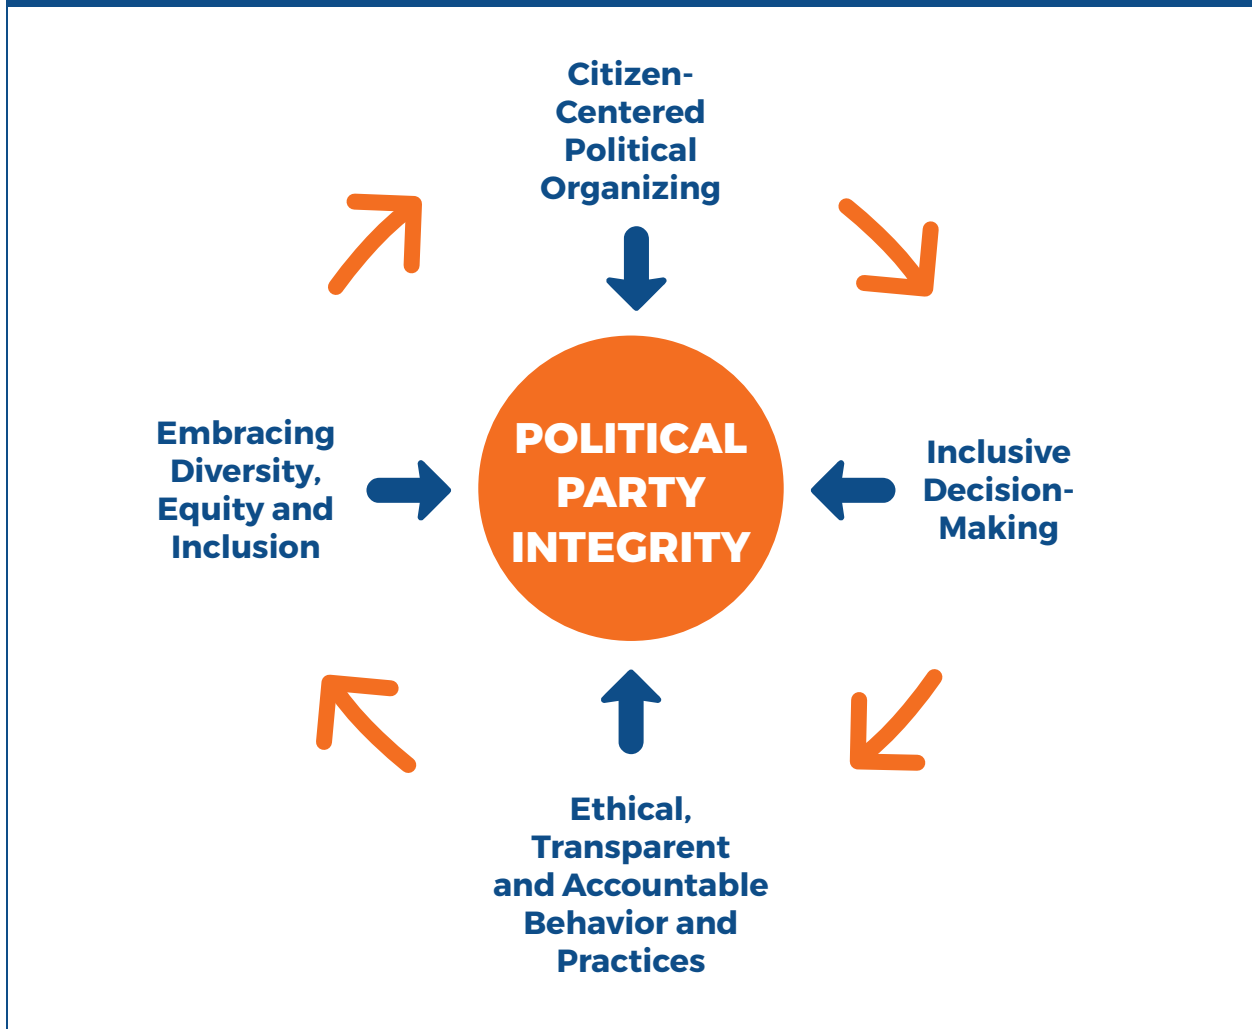 Citizen-
Centered
Political
Organizing
Embracing
Diversity,
Equity and
Inclusion
POLITICAL
PARTY
INTEGRITY
Inclusive
Decision-
Making
Ethical,
Transparent
and Accountable
Behavior and
Practices